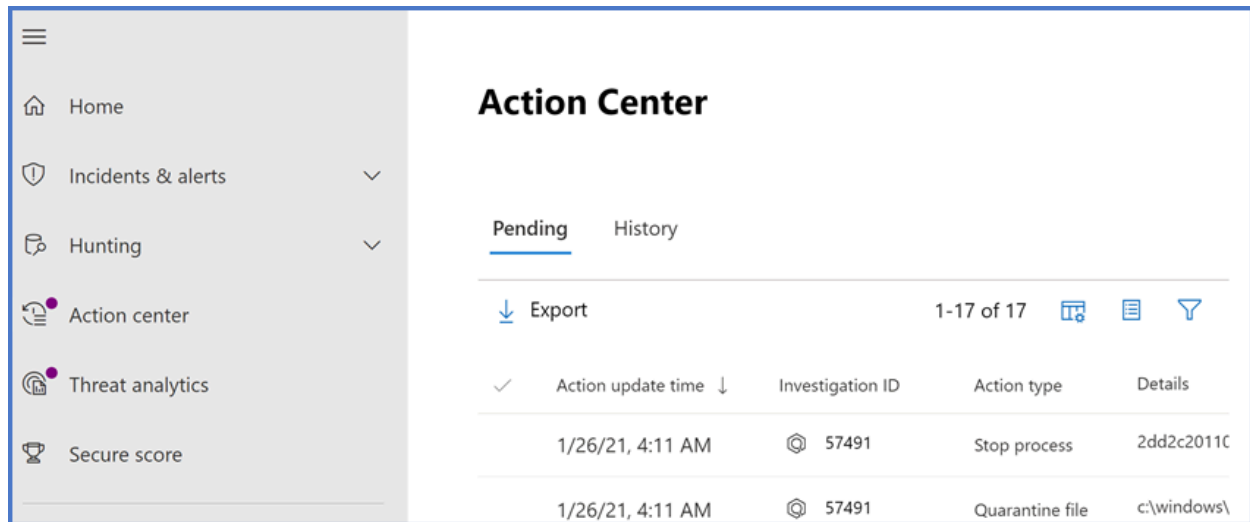 Home
Incidents & alerts
Hunting
Action center
Threat analytics
Secure score
Action Center
Pending History
Export 1-17 of 17
Action update time ↓ Investigation ID Action type Details
1/26/21, 4:11 AM 57491 Stop process 2dd2c20110
1/26/21, 4:11 AM 57491 Quarantine file c:\windows\